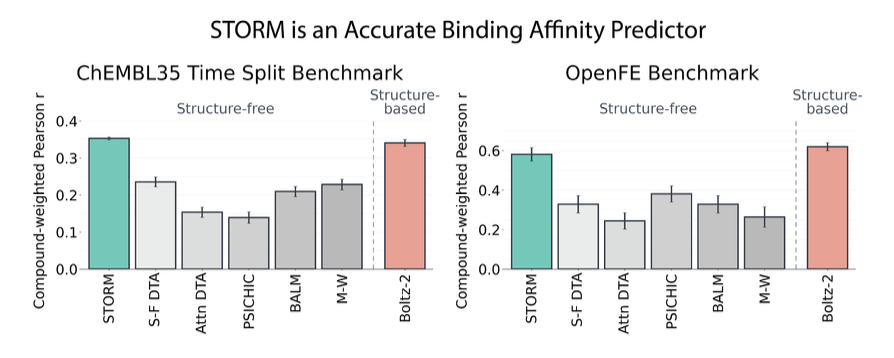 STORM is an Accurate Binding Affinity Predictor
ChEMBL35 Time Split Benchmark
Structure-free
Structure-
based
Compound-weighted Pearson r
0.4
0.3
0.2
0.1
0.0
STORM
S-F DTA
Attn DTA
PSICHIC
BALM
M-W
Boltz-2
OpenFE Benchmark
Structure-free
Structure-
based
Compound-weighted Pearson r
0.6
0.4
0.2
0.0
STORM
S-F DTA
Attn DTA
PSICHIC
BALM
M-W
Boltz-2